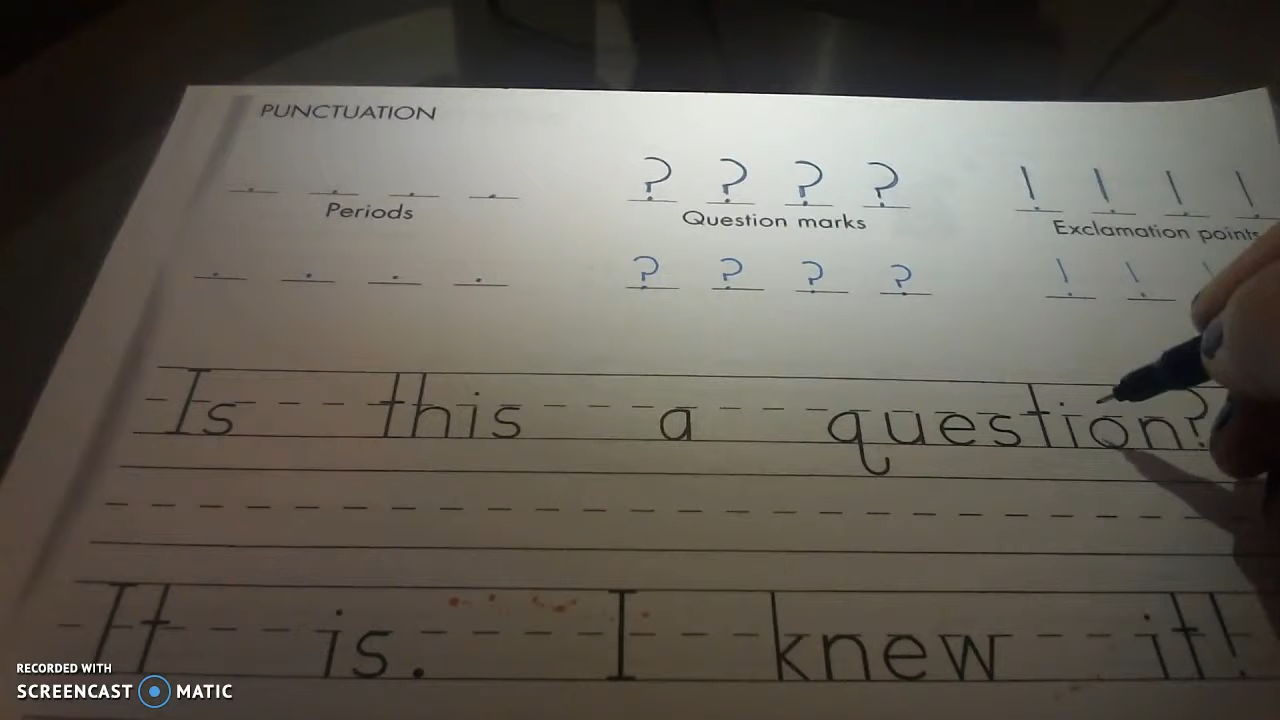 PUNCTUATION
. . . . ? ? ? ? ! ! ! !
Periods Question marks Exclamation points
. . . . ? ? ? ? ! ! !
Is this a question?
It is. I knew it!
RECORDED WITH
SCREENCAST MATIC